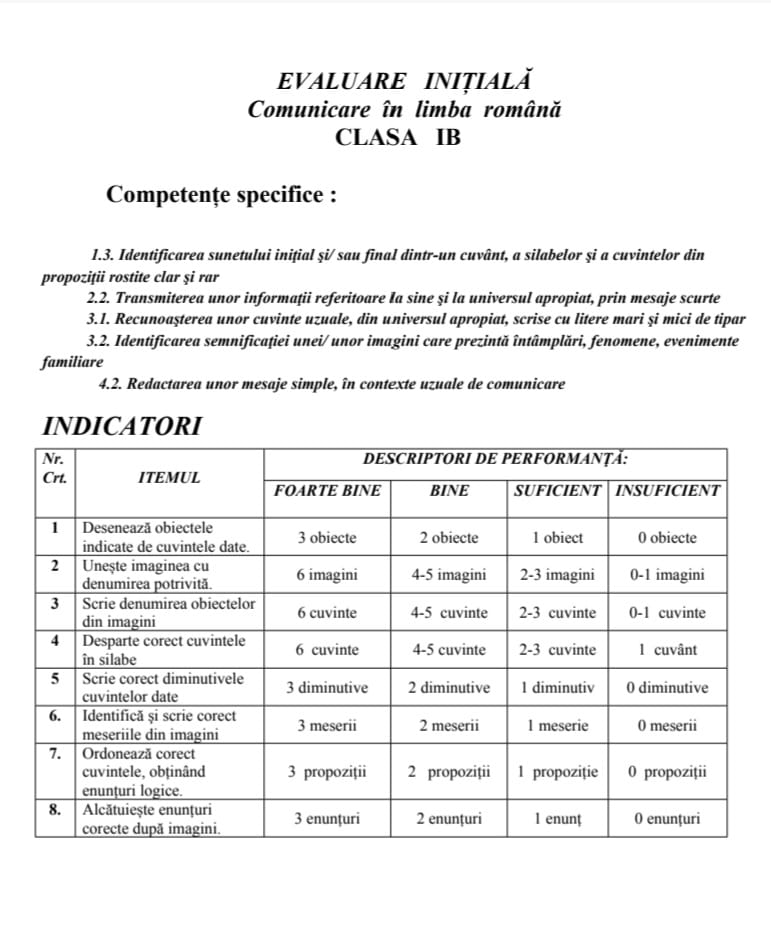 EVALUARE INIȚIALĂ
Comunicare în limba română
CLASA IB
Competențe specifice :
1.3. Identificarea sunetului iniţial şi/ sau final dintr-un cuvânt, a silabelor şi a cuvintelor din
propoziţii rostite clar şi rar
2.2. Transmiterea unor informaţii referitoare la sine şi la universul apropiat, prin mesaje scurte
3.1. Recunoaşterea unor cuvinte uzuale, din universul apropiat, scrise cu litere mari şi mici de tipar
3.2. Identificarea semnificaţiei unei/ unor imagini care prezintă întâmplări, fenomene, evenimente
familiare
4.2. Redactarea unor mesaje simple, în contexte uzuale de comunicare
INDICATORI
Nr. Crt. ITEMUL DESCRIPTORI DE PERFORMANȚĂ:
FOARTE BINE BINE SUFICIENT INSUFICIENT
1 Desenează obiectele
indicate de cuvintele date. 3 obiecte 2 obiecte 1 obiect 0 obiecte
2 Unește imaginea cu
denumirea potrivită. 6 imagini 4-5 imagini 2-3 imagini 0-1 imagini
3 Scrie denumirea obiectelor
din imagini 6 cuvinte 4-5 cuvinte 2-3 cuvinte 0-1 cuvinte
4 Desparte corect cuvintele
în silabe 6 cuvinte 4-5 cuvinte 2-3 cuvinte 1 cuvânt
5 Scrie corect diminutivele
cuvintelor date 3 diminutive 2 diminutive 1 diminutiv 0 diminutive
6. Identifică și scrie corect
meseriile din imagini 3 meserii 2 meserii 1 meserie 0 meserii
7. Ordonează corect
cuvintele, obținând
enunțuri logice. 3 propoziții 2 propoziții 1 propoziție 0 propoziții
8. Alcătuiește enunțuri
corecte după imagini. 3 enunțuri 2 enunțuri 1 enunț 0 enunțuri